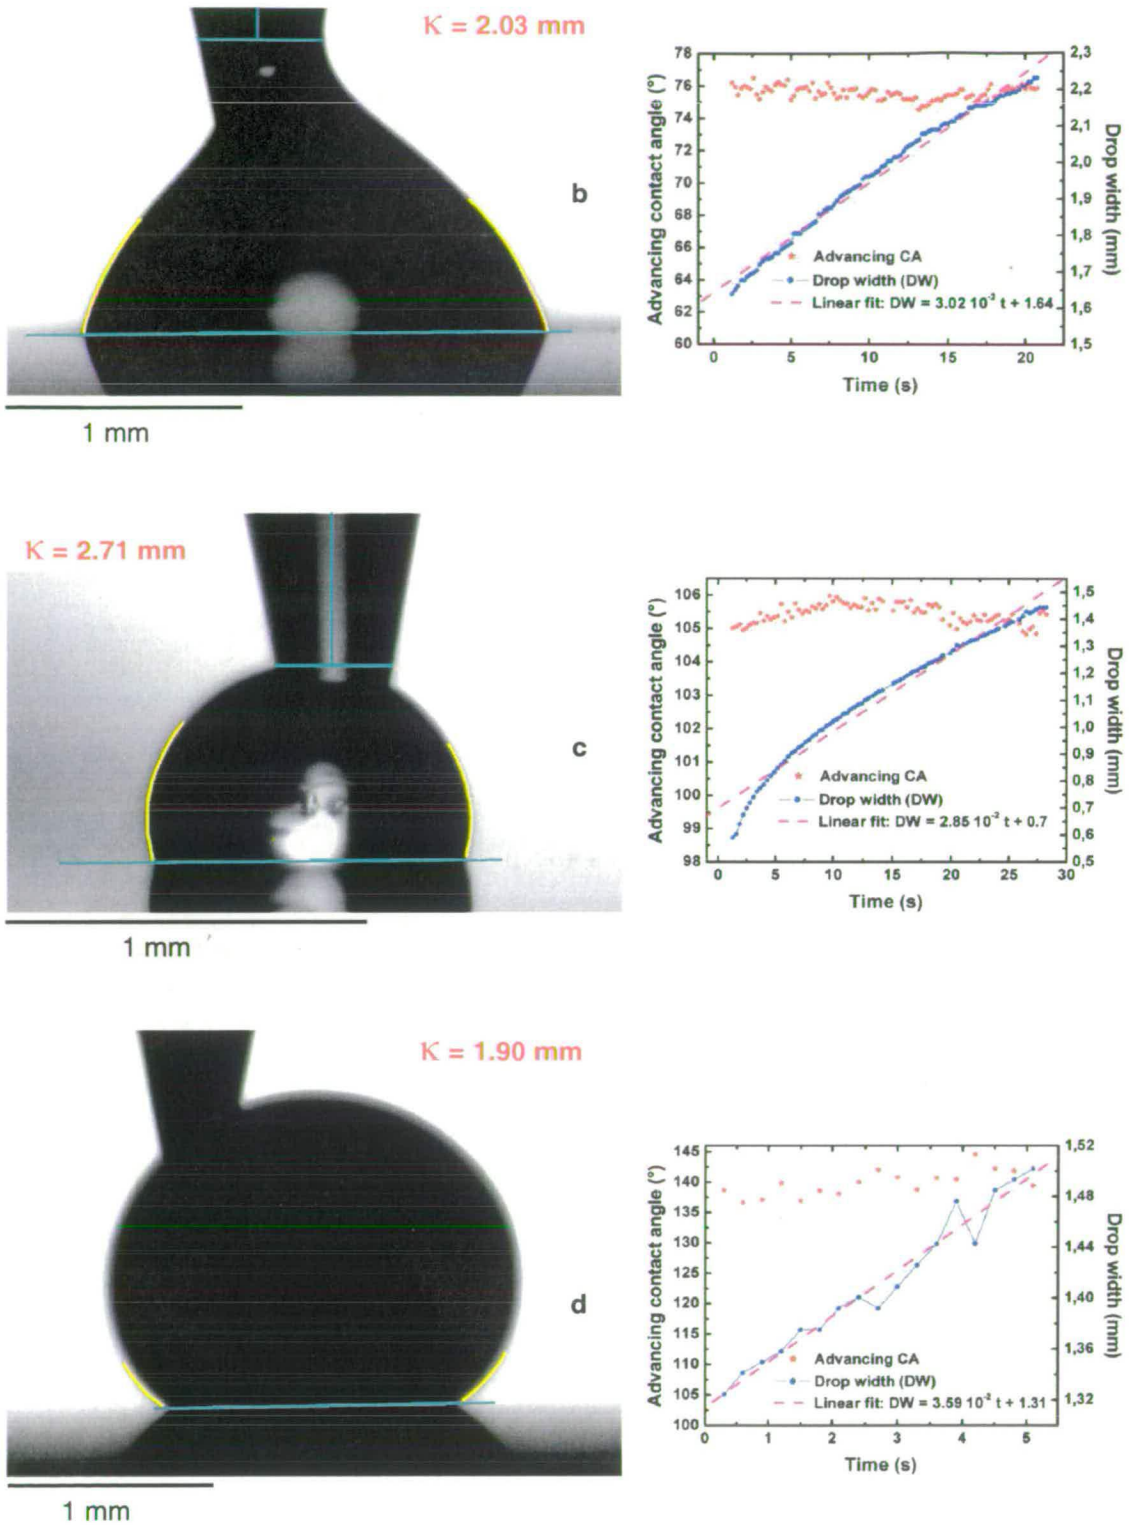 K = 2.03 mm
b
1 mm
Advancing contact angle (°)
78
76
74
72
70
68
66
64
62
60
2,3
2,2
2,1
2,0
1,9
1,8
1,7
1,6
1,5
Drop width (mm)
Advancing CA
Drop width (DW)
Linear fit: DW = 3.02 10⁻² t + 1.64
0 5 10 15 20
Time (s)
K = 2.71 mm
c
1 mm
Advancing contact angle (°)
106
105
104
103
102
101
100
99
98
1,5
1,4
1,3
1,2
1,1
1,0
0,9
0,8
0,7
0,6
0,5
Drop width (mm)
Advancing CA
Drop width (DW)
Linear fit: DW = 2.85 10⁻² t + 0.7
0 5 10 15 20 25 30
Time (s)
K = 1.90 mm
d
1 mm
Advancing contact angle (°)
145
140
135
130
125
120
115
110
105
100
1,52
1,48
1,44
1,40
1,36
1,32
Drop width (mm)
Advancing CA
Drop width (DW)
Linear fit: DW = 3.59 10⁻² t + 1.31
0 1 2 3 4 5
Time (s)